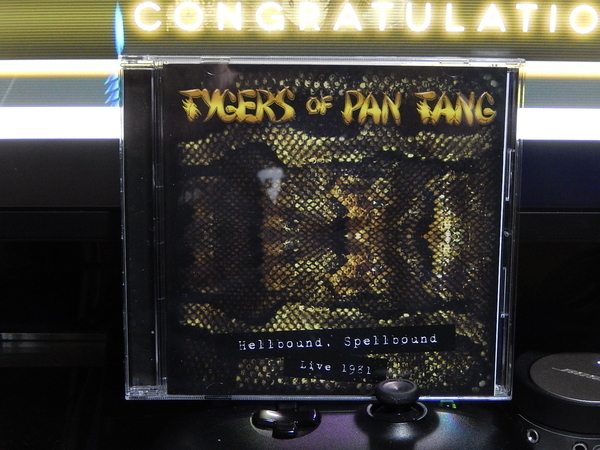 CONGRATULATIO
TYGERS OF PAN TANG
Hellbound, Spellbound
Live 1981